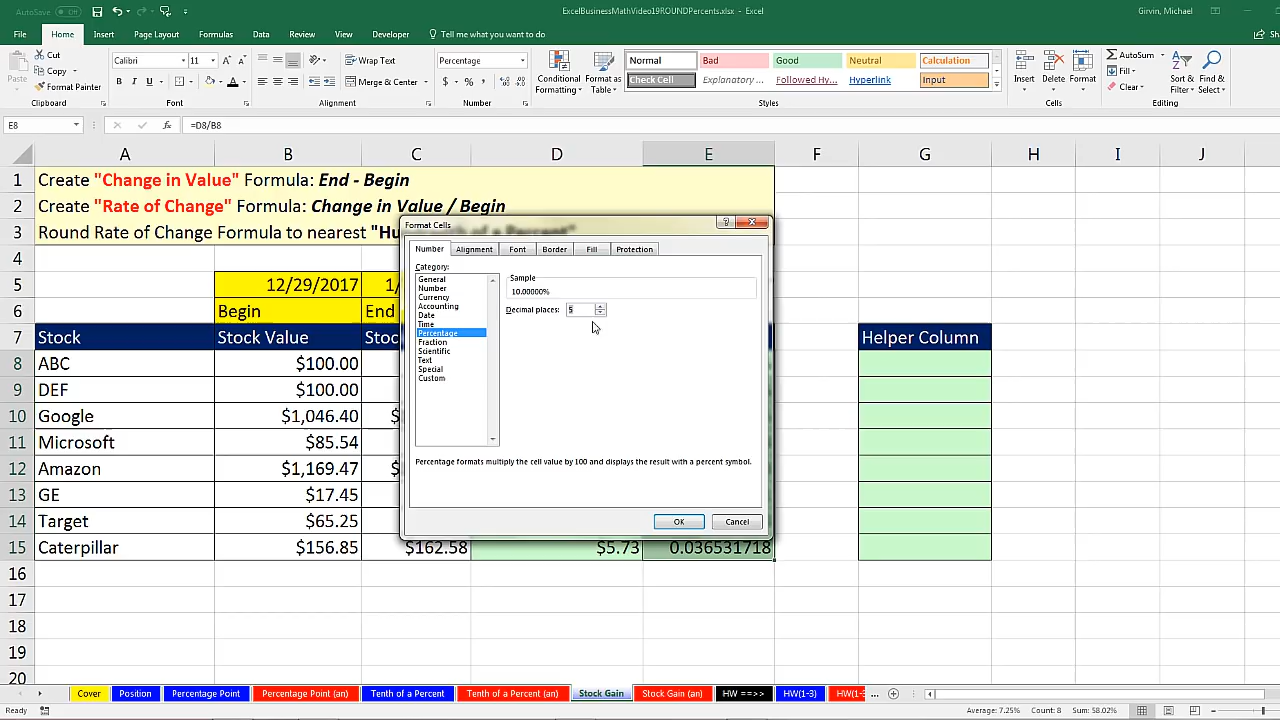 AutoSave
ExcelBusinessMathVideo19ROUNDPercents.xlsx - Excel
Girvin, Michael
File Home Insert Page Layout Formulas Data Review View Developer Tell me what you want to do
Cut
Copy
Format Painter
Paste
Clipboard
Calibri 11
B I U
Font
Wrap Text
Merge & Center
Alignment
Percentage
$ % ,
Number
Conditional Formatting
Format as Table
Normal Bad Good Neutral Calculation
Check Cell Explanatory ... Followed Hy... Hyperlink Input
Styles
Insert Delete Format
Cells
AutoSum
Fill
Clear
Sort & Filter
Find & Select
Editing
E8 fx =D8/B8
A B C D E F G H I J
1 Create "Change in Value" Formula: End - Begin
2 Create "Rate of Change" Formula: Change in Value / Begin
3 Round Rate of Change Formula to nearest "Hundredth of a Percent"
4
5 12/29/2017 1/
6 Begin End
7 Stock Stock Value Stoc Helper Column
8 ABC $100.00
9 DEF $100.00
10 Google $1,046.40 $
11 Microsoft $85.54
12 Amazon $1,169.47 $
13 GE $17.45
14 Target $65.25
15 Caterpillar $156.85 $162.58 $5.73 0.036531718
16
17
18
19
20
Format Cells
Number Alignment Font Border Fill Protection
Category:
General
Number
Currency
Accounting
Date
Time
Percentage
Fraction
Scientific
Text
Special
Custom
Sample
10.00000%
Decimal places: 5
Percentage formats multiply the cell value by 100 and displays the result with a percent symbol.
OK Cancel
Cover Position Percentage Point Percentage Point (an) Tenth of a Percent Tenth of a Percent (an) Stock Gain Stock Gain (an) HW ==>> HW(1-3) HW(1-3 ...
Ready
Average: 7.25% Count: 8 Sum: 58.02%